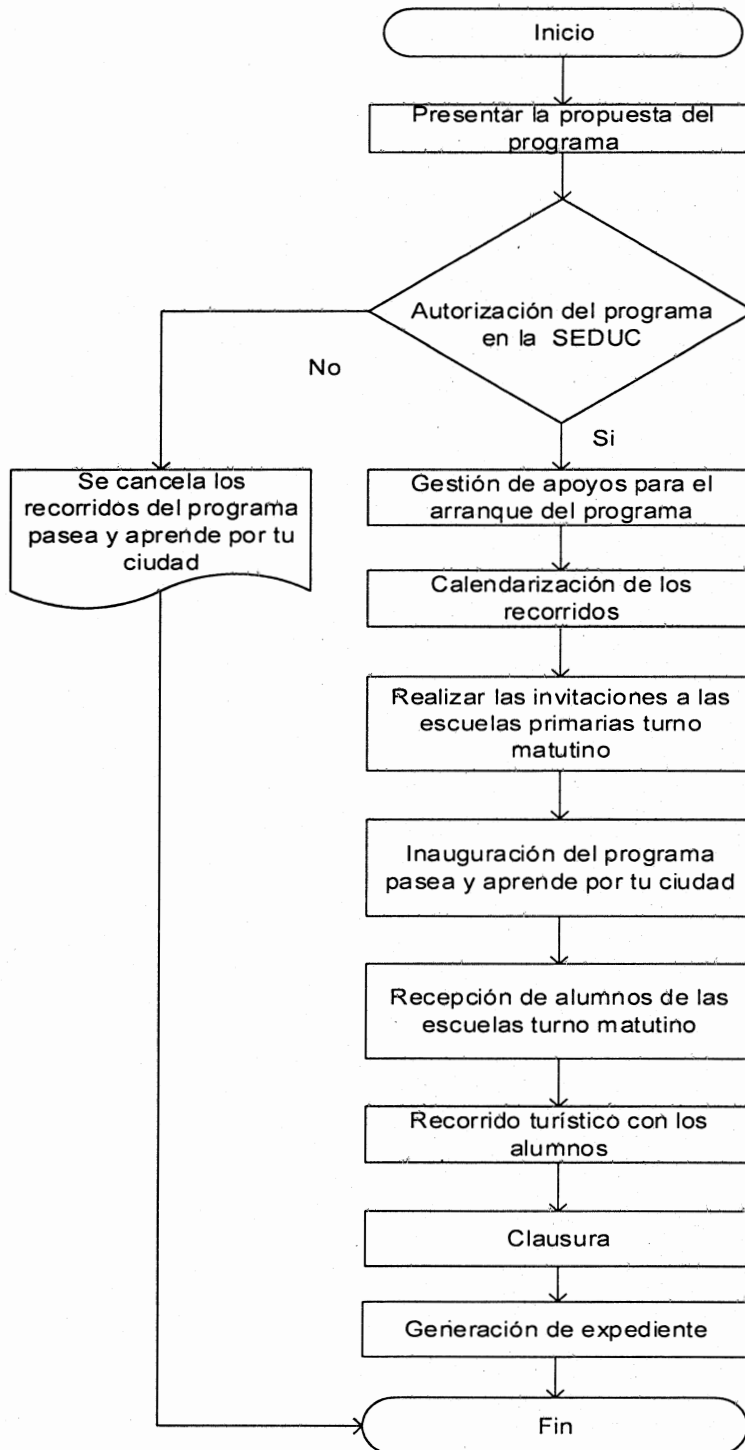 Inicio
Presentar la propuesta del
programa
Autorización del programa
en la SEDUC
No
Si
Se cancela los
recorridos del programa
pasea y aprende por tu
ciudad
Gestión de apoyos para el
arranque del programa
Calendarización de los
recorridos
Realizar las invitaciones a las
escuelas primarias turno
matutino
Inauguración del programa
pasea y aprende por tu ciudad
Recepción de alumnos de las
escuelas turno matutino
Recorrido turístico con los
alumnos
Clausura
Generación de expediente
Fin